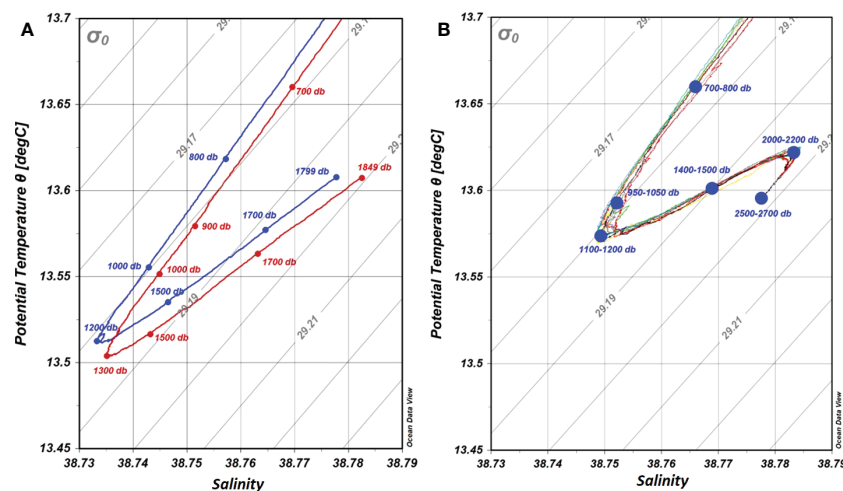 A
σ₀
Potential Temperature θ [degC]
13.7
13.65
13.6
13.55
13.5
13.45
38.73
38.74
38.75
38.76
38.77
38.78
38.79
Salinity
29.17
29.19
29.21
700 db
800 db
1799 db
1849 db
900 db
1700 db
1000 db
1000 db
1700 db
1500 db
1200 db
1500 db
1300 db
Ocean Data View
B
σ₀
Potential Temperature θ [degC]
13.7
13.65
13.6
13.55
13.5
13.45
38.73
38.74
38.75
38.76
38.77
38.78
38.79
Salinity
29.17
29.19
29.21
700-800 db
2000-2200 db
1400-1500 db
950-1050 db
2500-2700 db
1100-1200 db
Ocean Data View